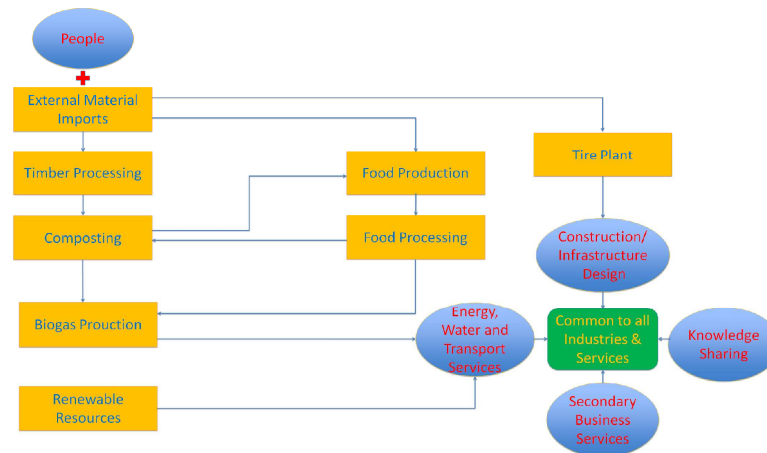 People
External Material
Imports
Timber Processing
Food Production
Tire Plant
Composting
Food Processing
Construction/
Infrastructure
Design
Biogas Prouction
Energy,
Water and
Transport
Services
Common to all
Industries &
Services
Knowledge
Sharing
Renewable
Resources
Secondary
Business
Services